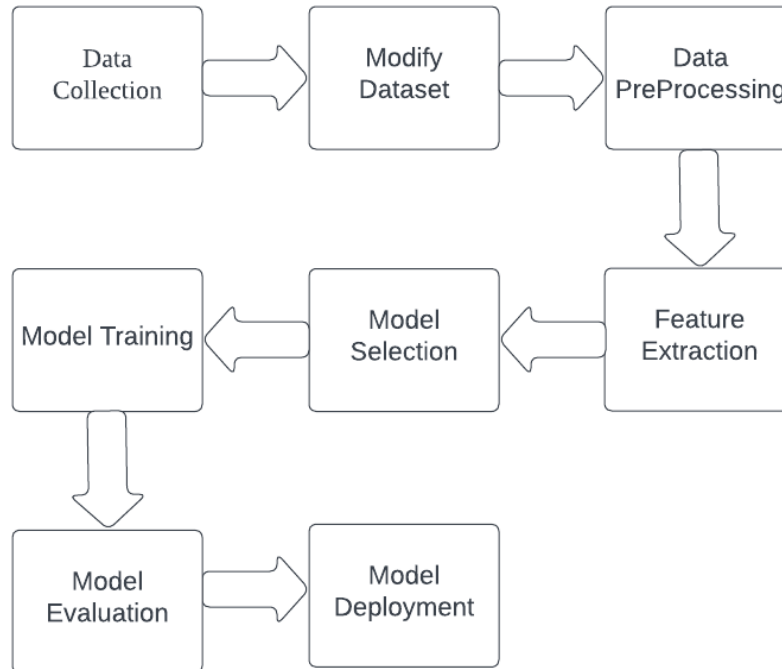 Data
Collection
Modify
Dataset
Data
PreProcessing
Feature
Extraction
Model
Selection
Model Training
Model
Evaluation
Model
Deployment